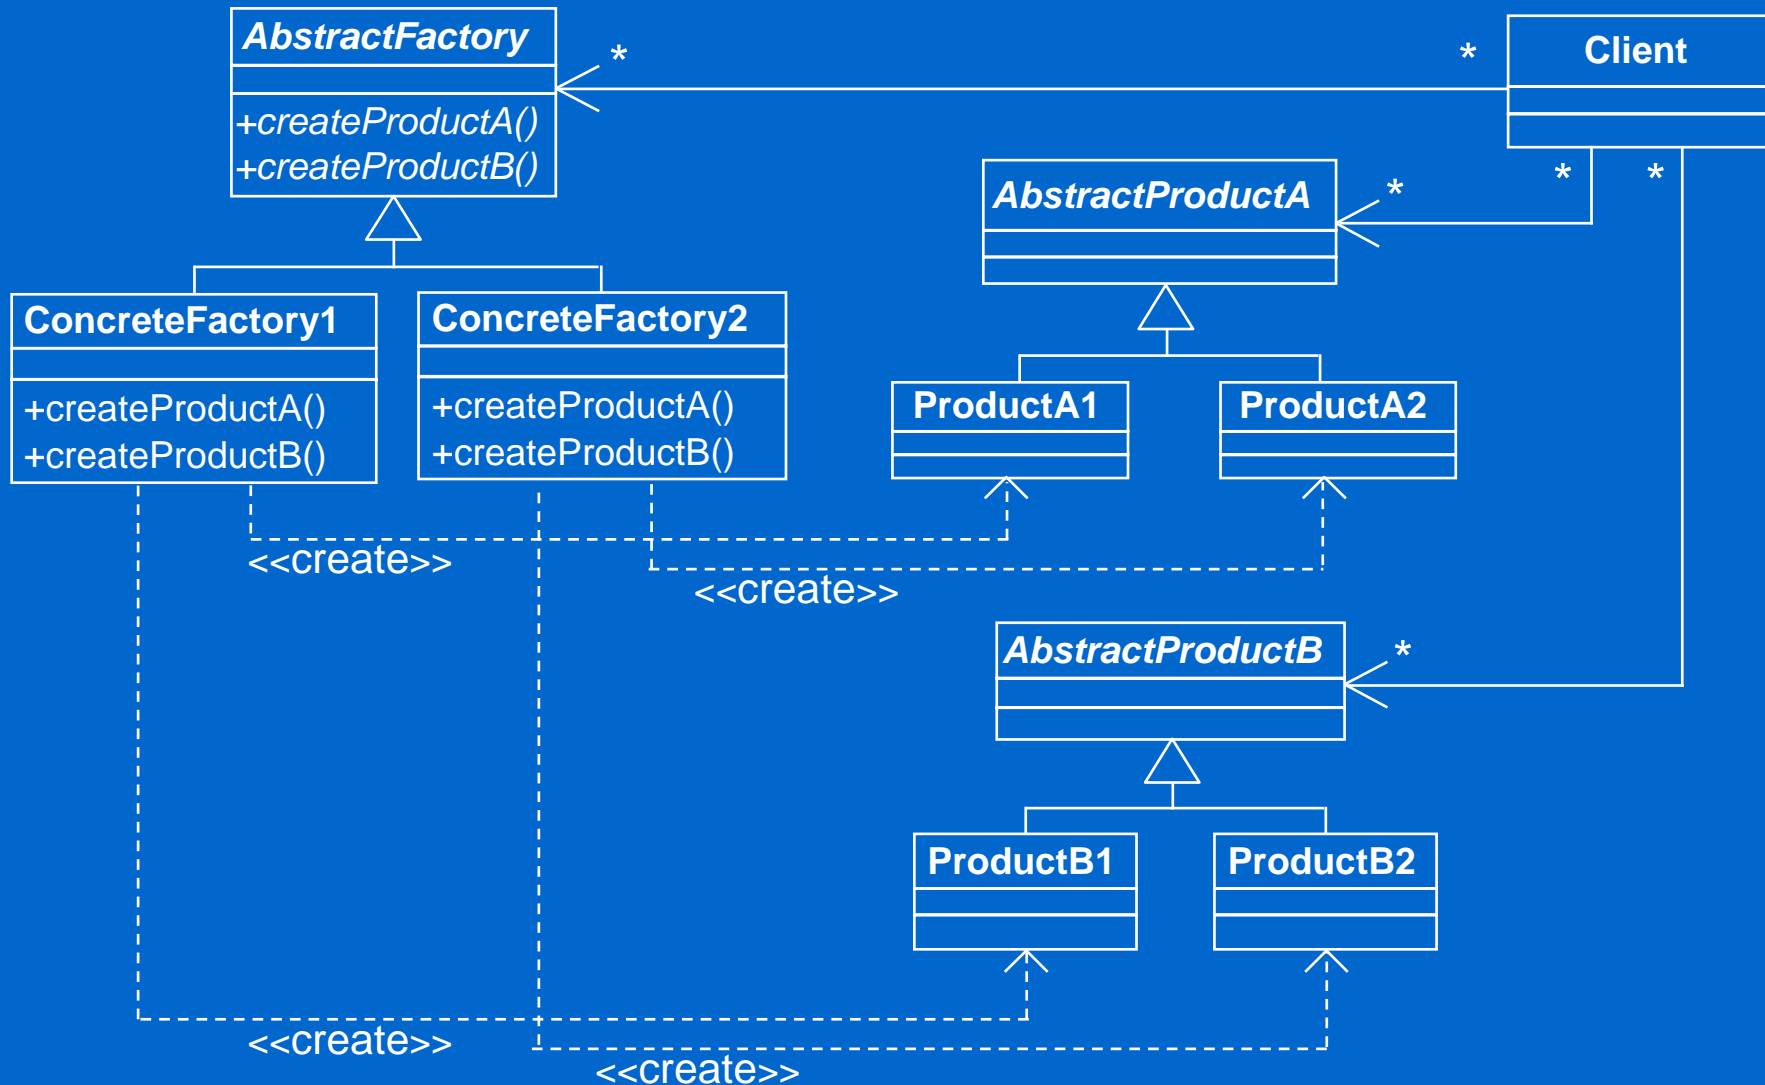 AbstractFactory
+createProductA()
+createProductB()
*
*
Client
*
*
AbstractProductA
*
ConcreteFactory1
+createProductA()
+createProductB()
ConcreteFactory2
+createProductA()
+createProductB()
ProductA1
ProductA2
<<create>>
<<create>>
AbstractProductB
*
ProductB1
ProductB2
<<create>>
<<create>>